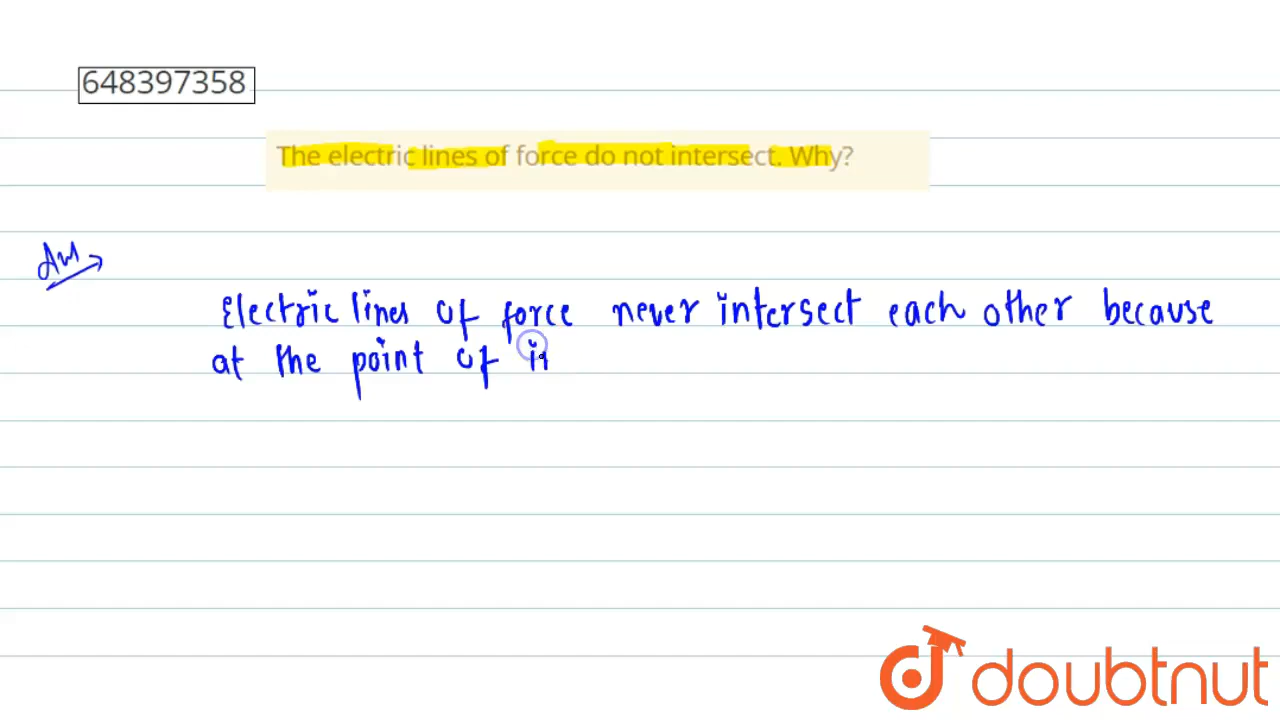 648397358
The electric lines of force do not intersect. Why?
Ans
Electric lines of force never intersect each other because
at the point of in
doubtnut